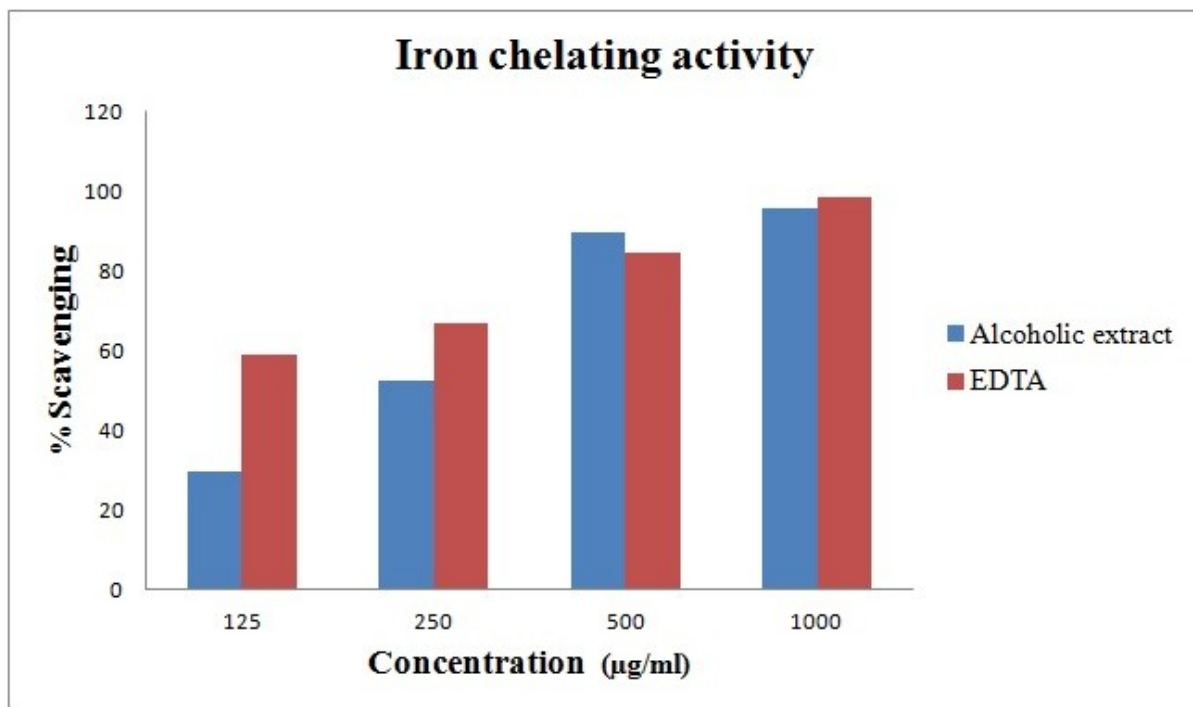 Iron chelating activity
120
100
80
60
40
20
0
% Scavenging
125 250 500 1000
Concentration (µg/ml)
Alcoholic extract
EDTA